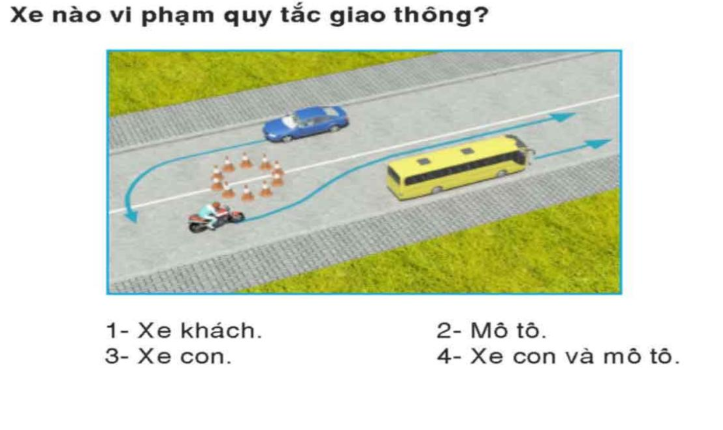 Xe nào vi phạm quy tắc giao thông?
1- Xe khách.
2- Mô tô.
3- Xe con.
4- Xe con và mô tô.